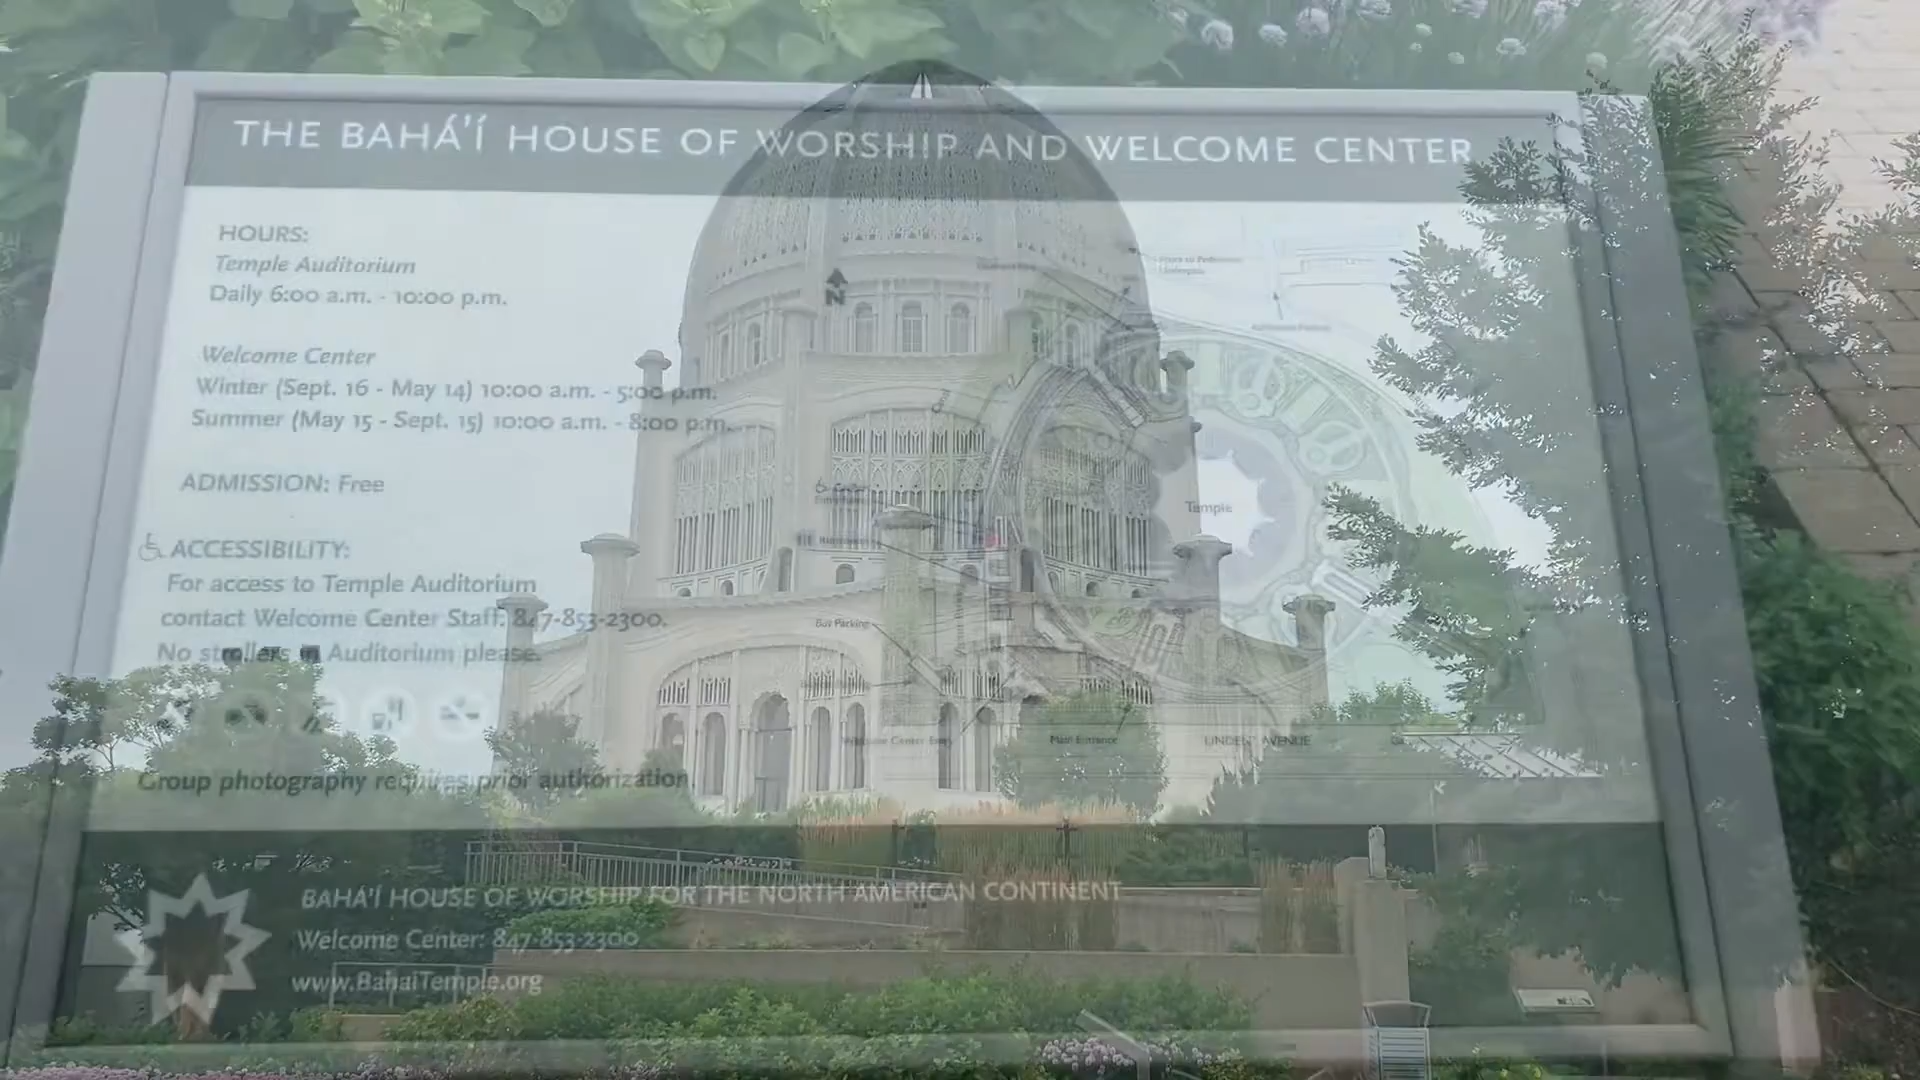 THE BAHÁ'Í HOUSE OF WORSHIP AND WELCOME CENTER
HOURS:
Temple Auditorium
Daily 6:00 a.m. - 10:00 p.m.
Welcome Center
Winter (Sept. 16 - May 14) 10:00 a.m. - 5:00 p.m.
Summer (May 15 - Sept. 15) 10:00 a.m. - 8:00 p.m.
ADMISSION: Free
ACCESSIBILITY:
For access to Temple Auditorium
contact Welcome Center Staff: 847-853-2300.
No strollers in Auditorium please.
Group photography requires prior authorization
N
Temple
Bus Parking
Plant Entrance
LINDEN AVENUE
BAHÁ'Í HOUSE OF WORSHIP FOR THE NORTH AMERICAN CONTINENT
Welcome Center: 847-853-2300
www.BahaiTemple.org